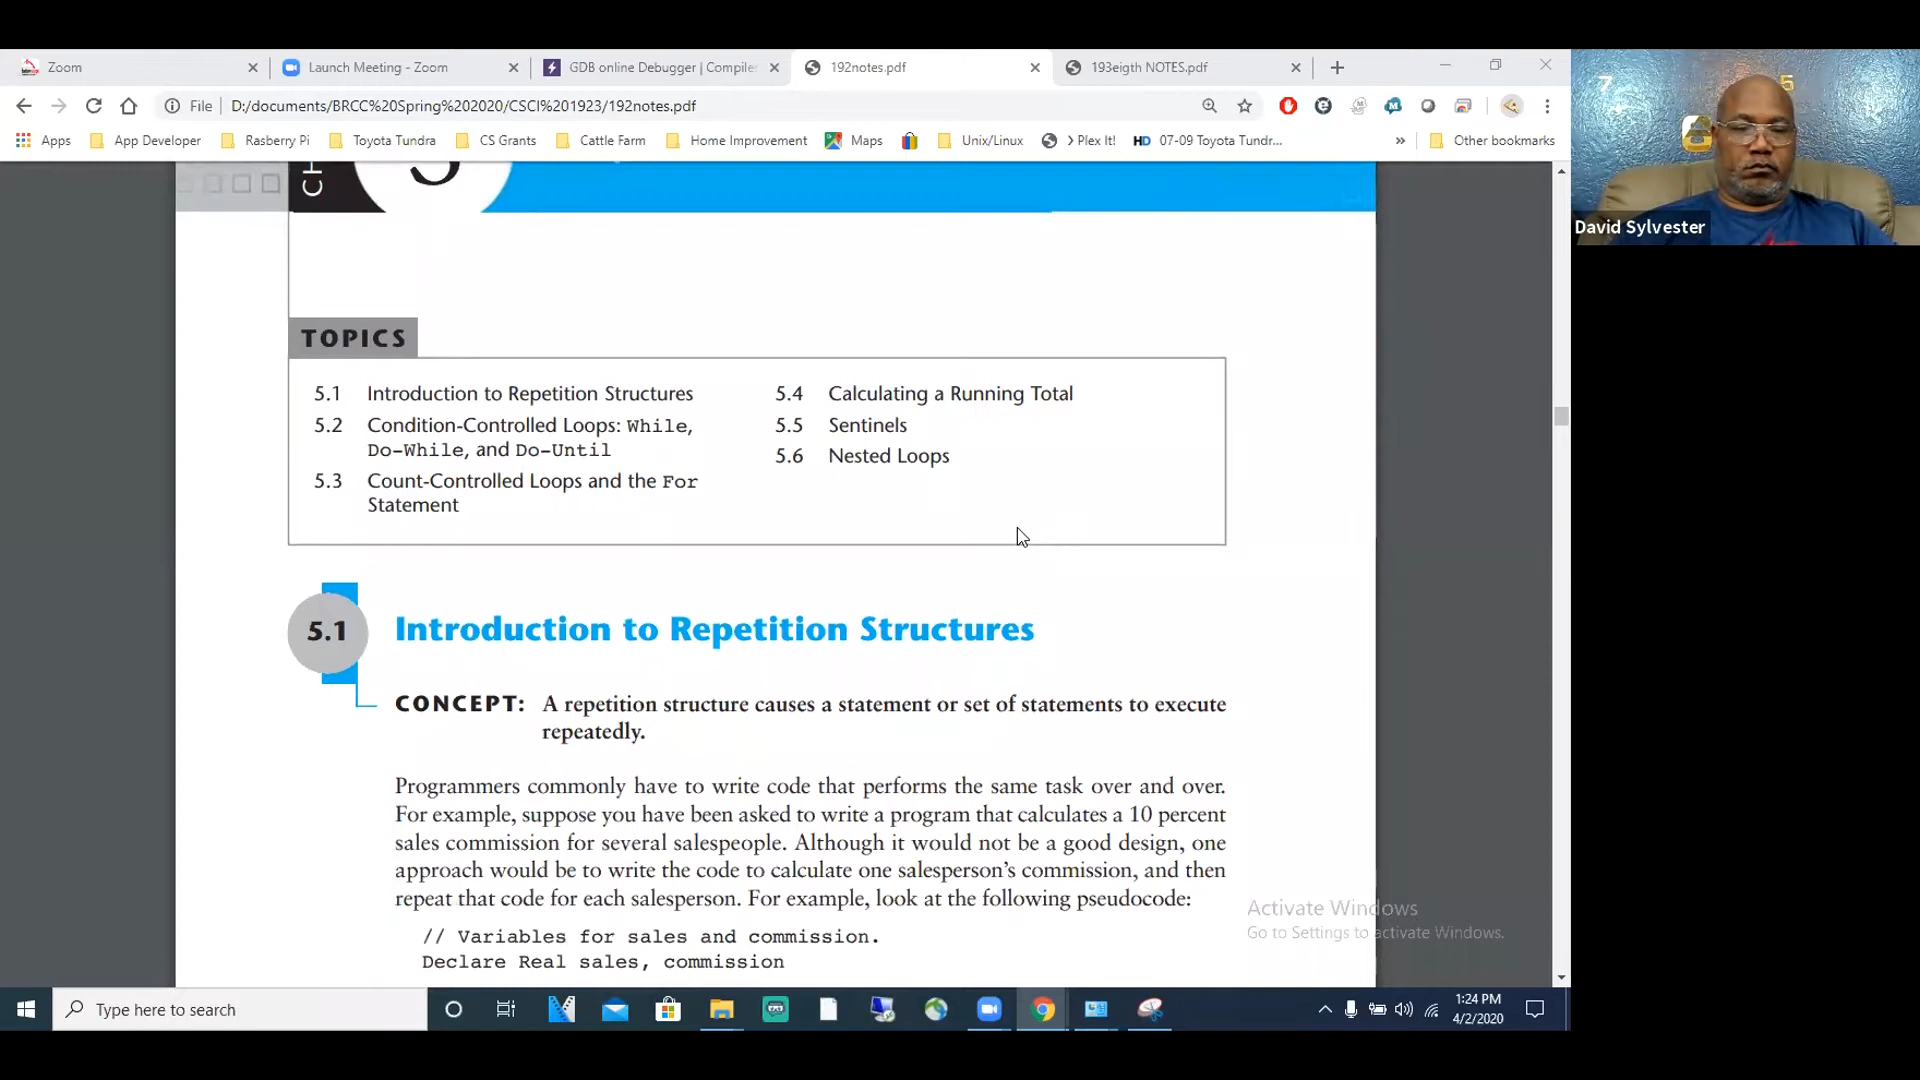 Zoom
Launch Meeting - Zoom
GDB online Debugger | Compiler
192notes.pdf
193eigth NOTES.pdf
File
D:/documents/BRCC%20Spring%202020/CSCI%201923/192notes.pdf
Apps
App Developer
Rasberry Pi
Toyota Tundra
CS Grants
Cattle Farm
Home Improvement
Maps
Unix/Linux
> Plex It!
HD 07-09 Toyota Tundr...
»
Other bookmarks
David Sylvester
CH
5
TOPICS
5.1 Introduction to Repetition Structures
5.2 Condition-Controlled Loops: While,
Do-While, and Do-Until
5.3 Count-Controlled Loops and the For
Statement
5.4 Calculating a Running Total
5.5 Sentinels
5.6 Nested Loops
5.1 Introduction to Repetition Structures
CONCEPT: A repetition structure causes a statement or set of statements to execute
repeatedly.
Programmers commonly have to write code that performs the same task over and over.
For example, suppose you have been asked to write a program that calculates a 10 percent
sales commission for several salespeople. Although it would not be a good design, one
approach would be to write the code to calculate one salesperson's commission, and then
repeat that code for each salesperson. For example, look at the following pseudocode:
// Variables for sales and commission.
Declare Real sales, commission
Activate Windows
Go to Settings to activate Windows.
Type here to search
1:24 PM
4/2/2020